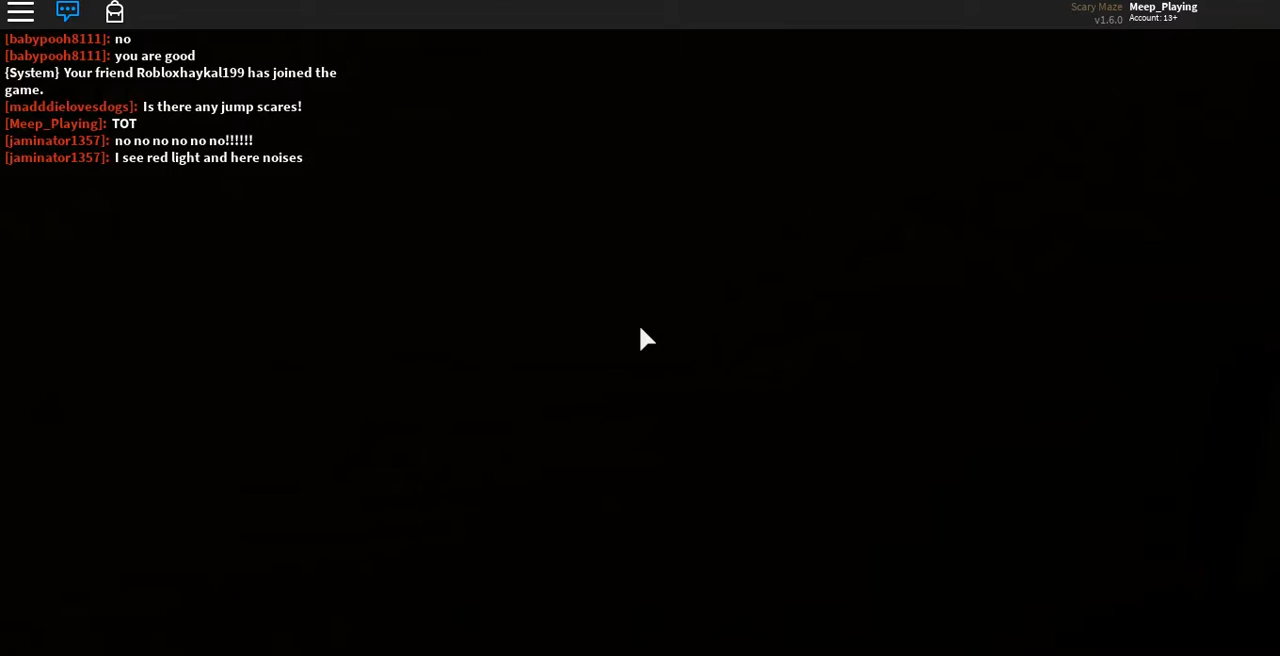 Scary Maze
Meep_Playing
v1.6.0
Account: 13+
[babypooh8111]: no
[babypooh8111]: you are good
{System} Your friend Robloxhaykal199 has joined the
game.
[madddielovesdogs]: Is there any jump scares!
[Meep_Playing]: TOT
[jaminator1357]: no no no no no no!!!!!!
[jaminator1357]: I see red light and here noises